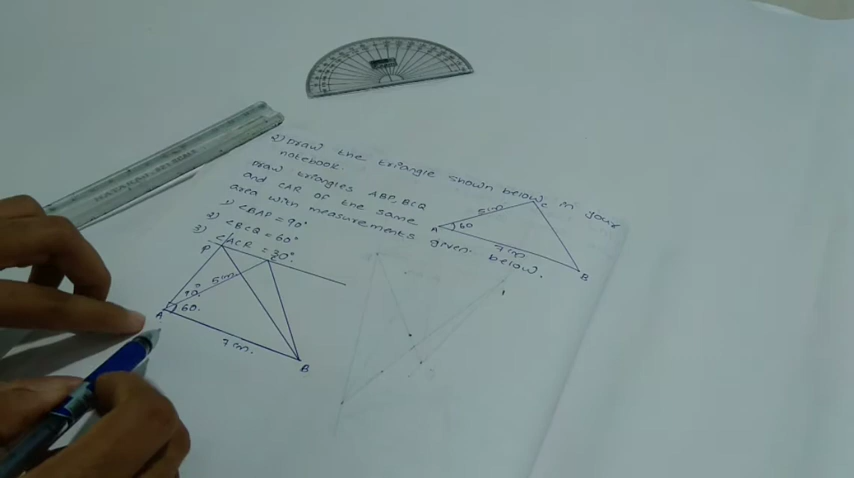 2) Draw the triangle shown below in your
notebook.
Draw triangles ABP, BCQ
and CAR of the same
area with measurements given below.
1) ∠BAP = 90°
2) ∠BCQ = 60°
3) ∠ACR = 30°
C
5cm
A
60
7cm
B
P
5cm
90°
A
60.
7cm.
B